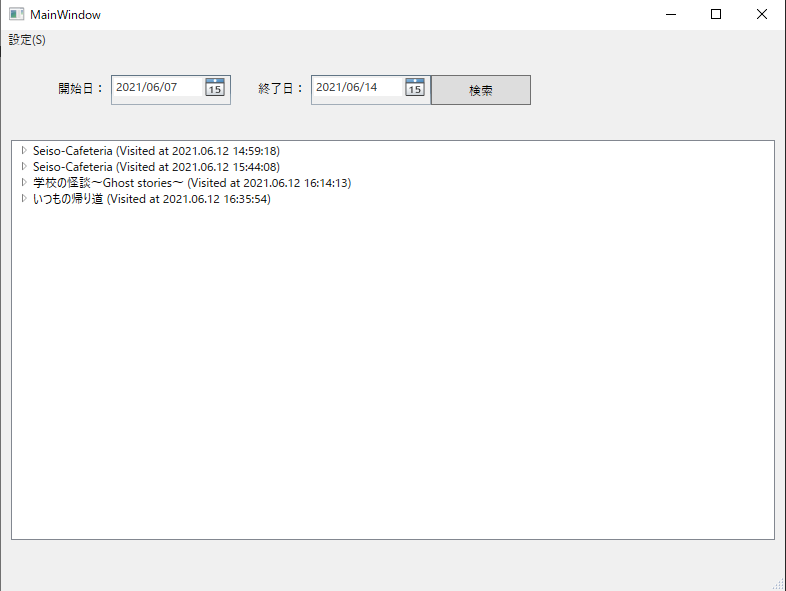 MainWindow
設定(S)
開始日： 2021/06/07 15 終了日： 2021/06/14 15 検索
Seiso-Cafeteria (Visited at 2021.06.12 14:59:18)
Seiso-Cafeteria (Visited at 2021.06.12 15:44:08)
学校の怪談～Ghost stories～ (Visited at 2021.06.12 16:14:13)
いつもの帰り道 (Visited at 2021.06.12 16:35:54)